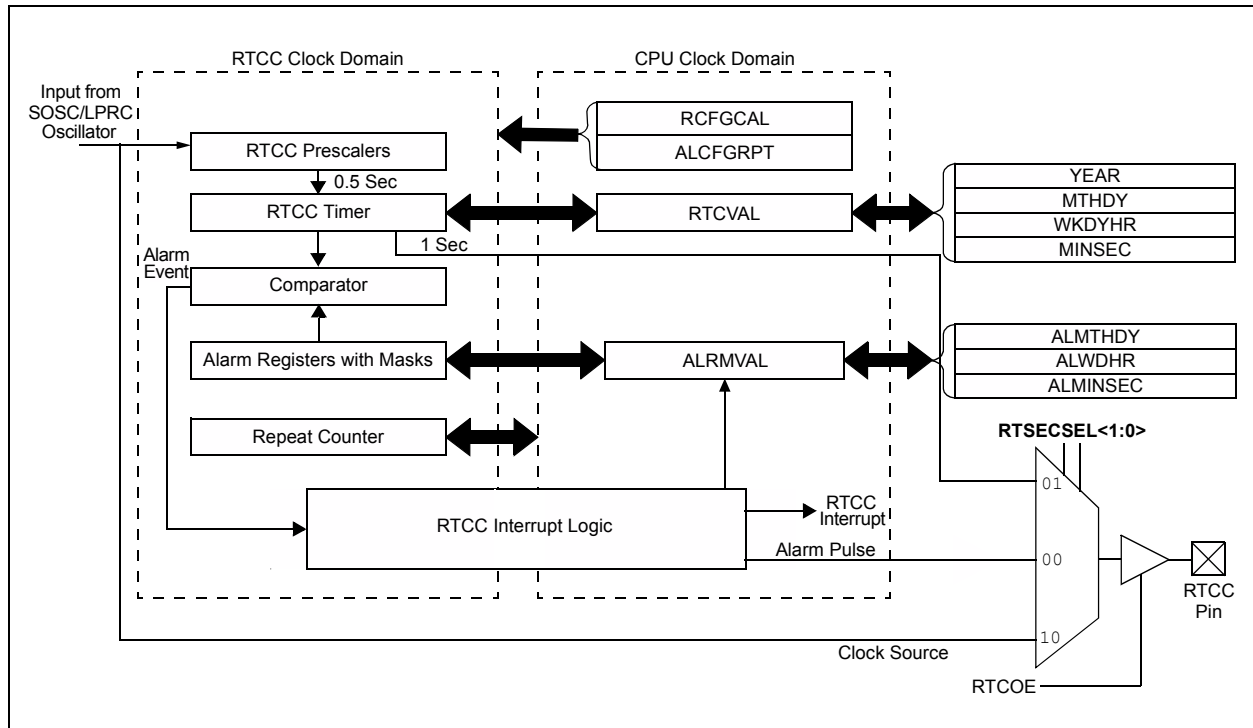 RTCC Clock Domain
CPU Clock Domain
Input from
SOSC/LPRC
Oscillator
RCFGCAL
ALCFGRPT
RTCC Prescalers
0.5 Sec
YEAR
MTHDY
WKDYHR
MINSEC
RTCC Timer
RTCVAL
1 Sec
Alarm
Event
Comparator
ALMTHDY
ALWDHR
ALMINSEC
Alarm Registers with Masks
ALRMVAL
Repeat Counter
RTSECSEL<1:0>
01
RTCC Interrupt Logic
RTCC
Interrupt
Alarm Pulse
00
RTCC
Pin
10
Clock Source
RTCOE